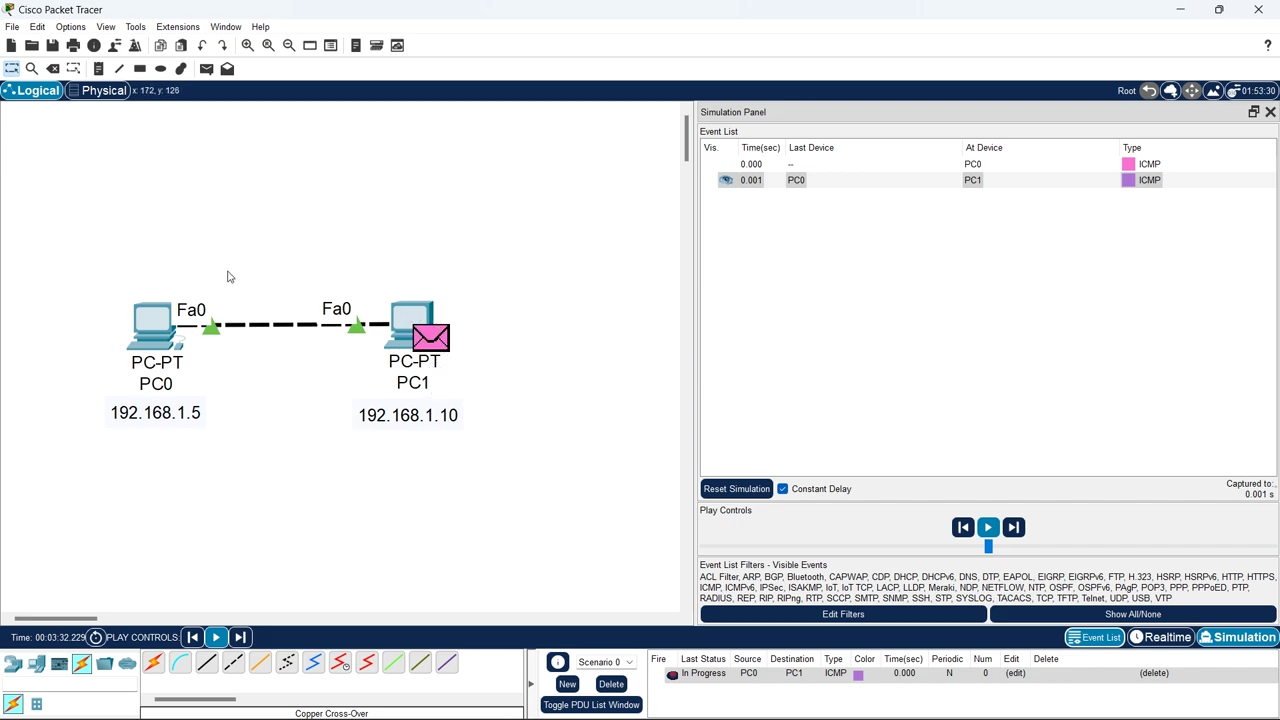 Cisco Packet Tracer
File Edit Options View Tools Extensions Window Help
?
Logical Physical x: 172, y: 126 Root 01:53:30
Simulation Panel
Event List
Vis. Time(sec) Last Device At Device Type
0.000 -- PC0 ICMP
0.001 PC0 PC1 ICMP
Fa0 Fa0
PC-PT PC-PT
PC0 PC1
192.168.1.5 192.168.1.10
Reset Simulation Constant Delay Captured to:
0.001 s
Play Controls
Event List Filters - Visible Events
ACL Filter, ARP, BGP, Bluetooth, CAPWAP, CDP, DHCP, DHCPv6, DNS, DTP, EAPOL, EIGRP, EIGRPv6, FTP, H.323, HSRP, HSRPv6, HTTP, HTTPS,
ICMP, ICMPv6, IPSec, ISAKMP, IoT, IoT TCP, LACP, LLDP, Meraki, NDP, NETFLOW, NTP, OSPF, OSPFv6, PAgP, POP3, PPP, PPPoED, PTP,
RADIUS, REP, RIP, RIPng, RTP, SCCP, SMTP, SNMP, SSH, STP, SYSLOG, TACACS, TCP, TFTP, Telnet, UDP, USB, VTP
Edit Filters Show All/None
Time: 00:03:32.229 PLAY CONTROLS: Event List Realtime Simulation
Scenario 0 Fire Last Status Source Destination Type Color Time(sec) Periodic Num Edit Delete
In Progress PC0 PC1 ICMP 0.000 N 0 (edit) (delete)
New Delete
Toggle PDU List Window
Copper Cross-Over